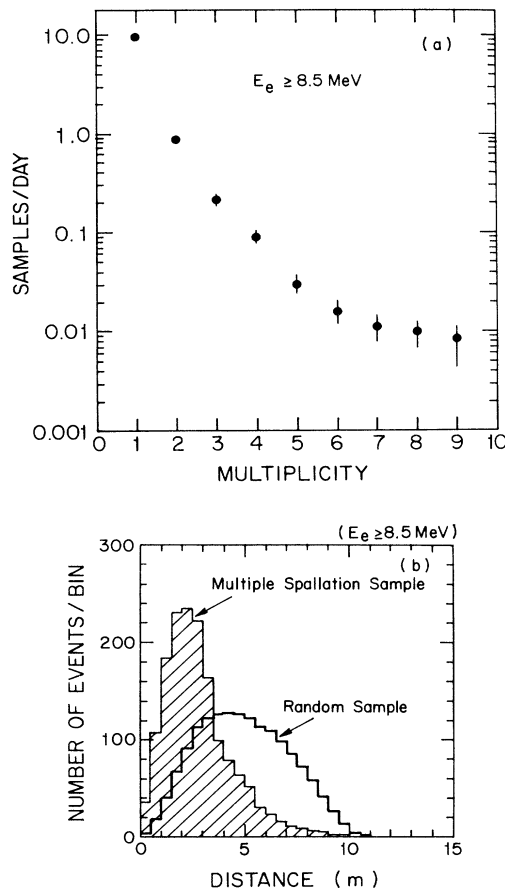 (a)
E_e ≥ 8.5 MeV
SAMPLES/DAY
10.0
1.0
0.1
0.01
0.001
0 1 2 3 4 5 6 7 8 9 10
MULTIPLICITY
(E_e ≥ 8.5 MeV)
(b)
Multiple Spallation Sample
Random Sample
NUMBER OF EVENTS / BIN
300
200
100
0
0 5 10 15
DISTANCE (m)